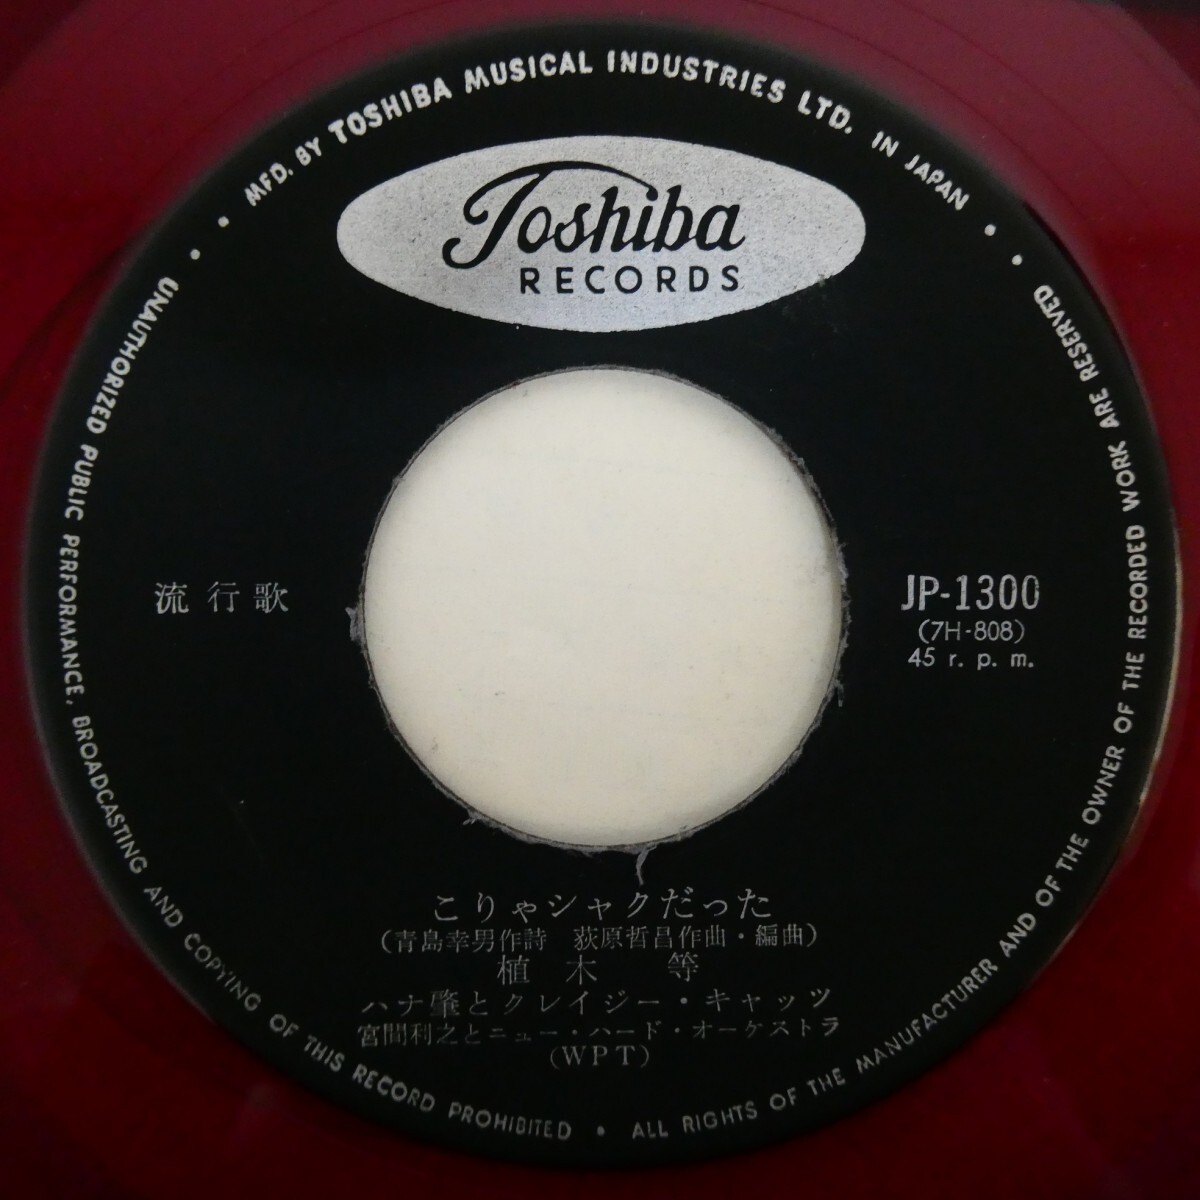 MFD. BY TOSHIBA MUSICAL INDUSTRIES LTD. IN JAPAN
Toshiba
RECORDS
流行歌
JP-1300
(7H-808)
45 r. p. m.
こりゃシャクだった
(青島幸男作詩 萩原哲晶作曲・編曲)
植木 等
ハナ肇とクレイジー・キャッツ
宮間利之とニュー・ハード・オーケストラ
(WPT)
UNAUTHORIZED PUBLIC PERFORMANCE, BROADCASTING AND COPYING OF THIS RECORD PROHIBITED • ALL RIGHTS OF THE MANUFACTURER AND OF THE OWNER OF THE RECORDED WORK ARE RESERVED